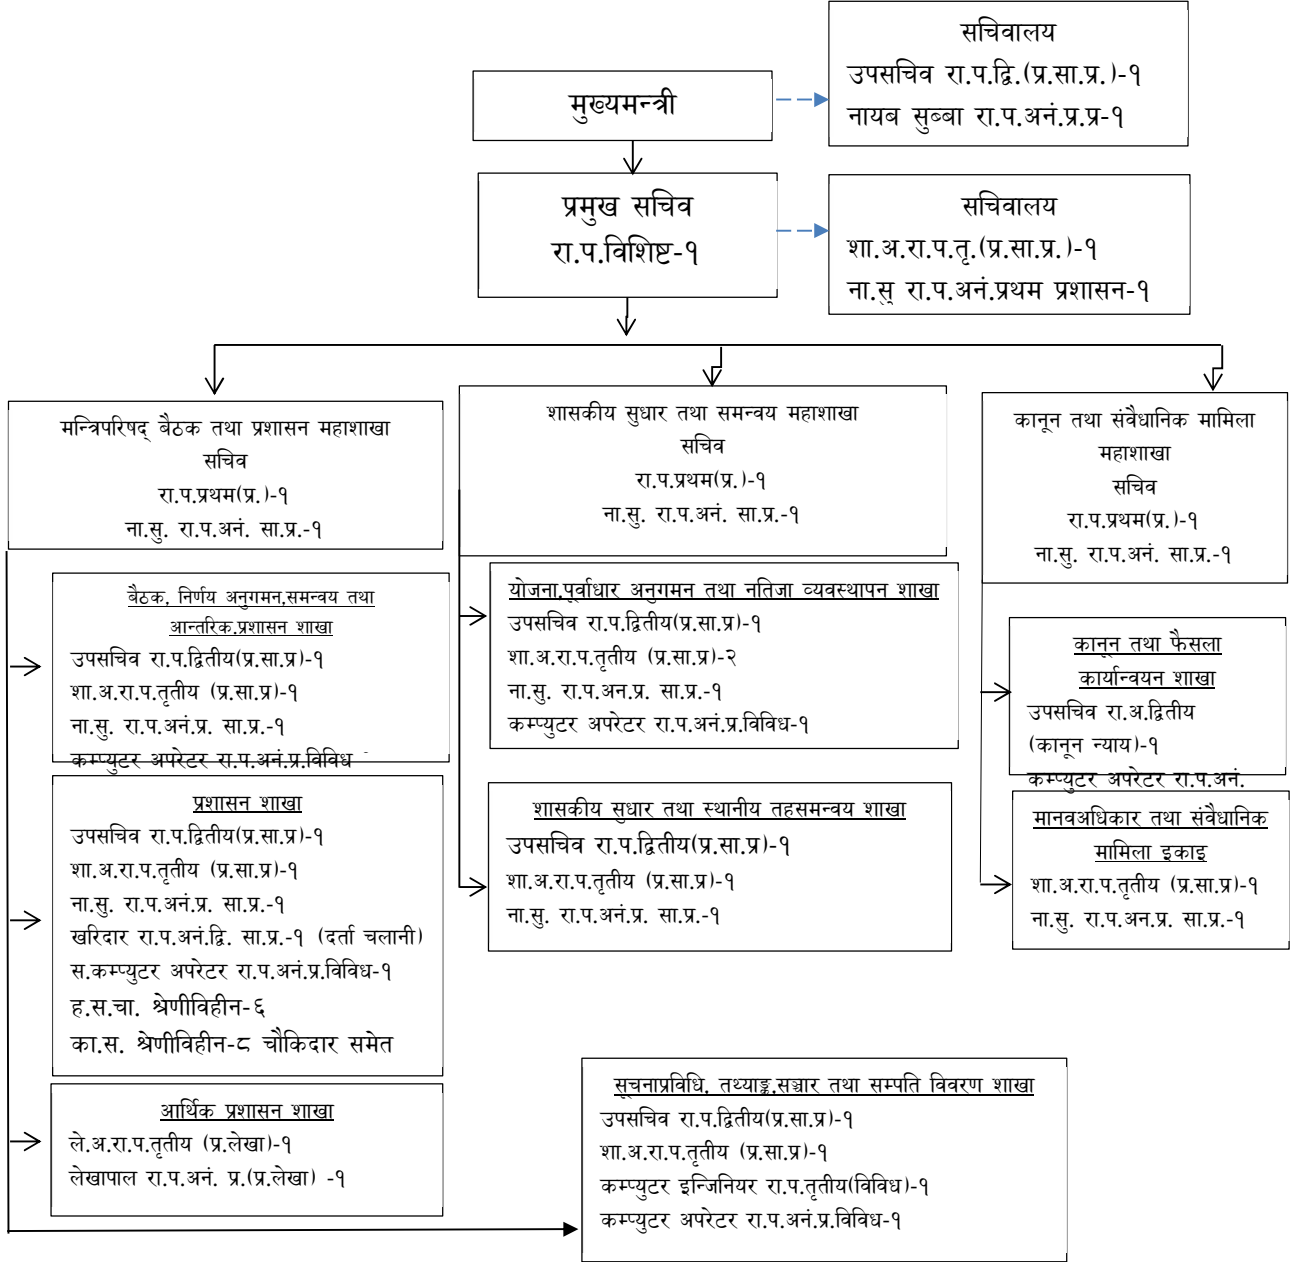 सचिवालय
उपसचिव रा.प.द्वि.(प्र.सा.प्र.)-१
नायब सुब्बा रा.प.अनं.प्र.प्र-१
मुख्यमन्त्री
प्रमुख सचिव
रा.प.विशिष्ट-१
सचिवालय
शा.अ.रा.प.तृ.(प्र.सा.प्र.)-१
ना.सु रा.प.अनं.प्रथम प्रशासन-१
मन्त्रिपरिषद् बैठक तथा प्रशासन महाशाखा
सचिव
रा.प.प्रथम(प्र.)-१
ना.सु. रा.प.अनं. सा.प्र.-१
बैठक, निर्णय अनुगमन,समन्वय तथा
आन्तरिक.प्रशासन शाखा
उपसचिव रा.प.द्वितीय(प्र.सा.प्र)-१
शा.अ.रा.प.तृतीय (प्र.सा.प्र)-१
ना.सु. रा.प.अनं.प्र. सा.प्र.-१
कम्प्युटर अपरेटर रा.प.अनं.प्र.विविध
प्रशासन शाखा
उपसचिव रा.प.द्वितीय(प्र.सा.प्र)-१
शा.अ.रा.प.तृतीय (प्र.सा.प्र)-१
ना.सु. रा.प.अनं.प्र. सा.प्र.-१
खरिदार रा.प.अनं.द्वि. सा.प्र.-१ (दर्ता चलानी)
स.कम्प्युटर अपरेटर रा.प.अनं.प्र.विविध-१
ह.स.चा. श्रेणीविहीन-६
का.स. श्रेणीविहीन-८ चौकिदार समेत
आर्थिक प्रशासन शाखा
ले.अ.रा.प.तृतीय (प्र.लेखा)-१
लेखापाल रा.प.अनं. प्र.(प्र.लेखा) -१
शासकीय सुधार तथा समन्वय महाशाखा
सचिव
रा.प.प्रथम(प्र.)-१
ना.सु. रा.प.अनं. सा.प्र.-१
योजना,पूर्वाधार अनुगमन तथा नतिजा व्यवस्थापन शाखा
उपसचिव रा.प.द्वितीय(प्र.सा.प्र)-१
शा.अ.रा.प.तृतीय (प्र.सा.प्र)-२
ना.सु. रा.प.अन.प्र. सा.प्र.-१
कम्प्युटर अपरेटर रा.प.अनं.प्र.विविध-१
शासकीय सुधार तथा स्थानीय तहसमन्वय शाखा
उपसचिव रा.प.द्वितीय(प्र.सा.प्र)-१
शा.अ.रा.प.तृतीय (प्र.सा.प्र)-१
ना.सु. रा.प.अनं.प्र. सा.प्र.-१
सूचनाप्रविधि, तथ्याङ्क,सञ्चार तथा सम्पति विवरण शाखा
उपसचिव रा.प.द्वितीय(प्र.सा.प्र)-१
शा.अ.रा.प.तृतीय (प्र.सा.प्र)-१
कम्प्युटर इन्जिनियर रा.प.तृतीय(विविध)-१
कम्प्युटर अपरेटर रा.प.अनं.प्र.विविध-१
कानून तथा संवैधानिक मामिला
महाशाखा
सचिव
रा.प.प्रथम(प्र.)-१
ना.सु. रा.प.अनं. सा.प्र.-१
कानून तथा फैसला
कार्यान्वयन शाखा
उपसचिव रा.अ.द्वितीय
(कानून न्याय)-१
कम्प्युटर अपरेटर रा.प.अनं.
मानवअधिकार तथा संवैधानिक
मामिला इकाइ
शा.अ.रा.प.तृतीय (प्र.सा.प्र)-१
ना.सु. रा.प.अन.प्र. सा.प्र.-१